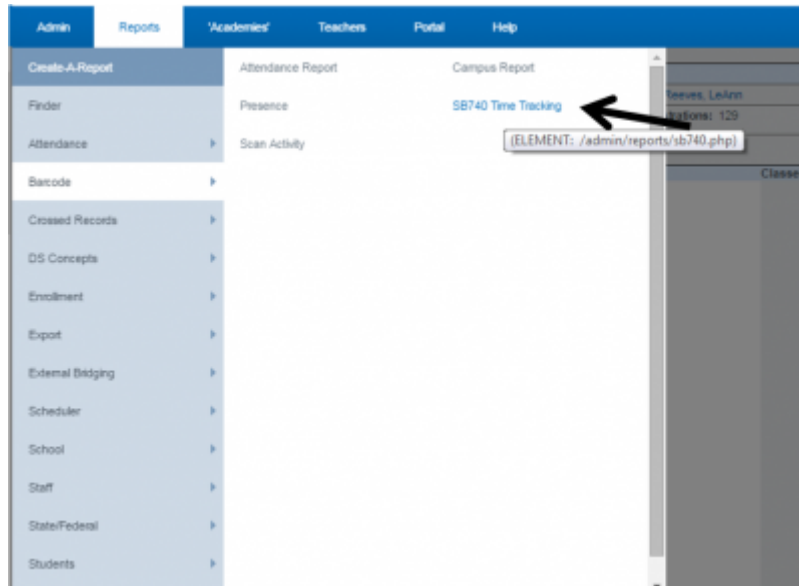 Admin Reports 'Academies' Teachers Portal Help
Create-A-Report
Finder
Attendance
Barcode
Crossed Records
DS Concepts
Enrollment
Export
External Bridging
Scheduler
School
Staff
State/Federal
Students
Attendance Report Campus Report
Presence SB740 Time Tracking
Scan Activity
(ELEMENT: /admin/reports/sb740.php)
Reeves, LeAnn
129
Classe